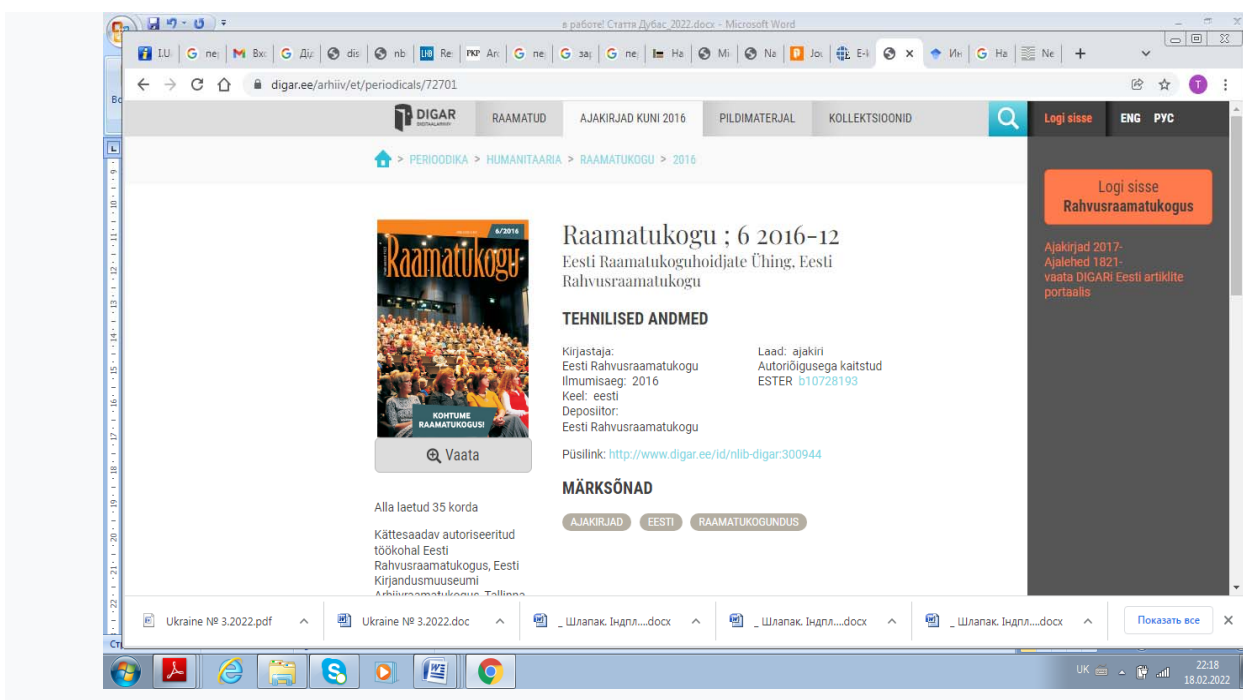 в работе! Стаття Дубас_2022.docx - Microsoft Word
digar.ee/arhiiv/et/periodicals/72701
DIGAR
RAAMATUD
AJAKIRJAD KUNI 2016
PILDIMATERJAL
KOLLEKTSIOONID
Logi sisse
ENG РУС
> PERIOODIKA > HUMANITAARIA > RAAMATUKOGU > 2016
Logi sisse
Rahvusraamatukogus
Ajakirjad 2017-
Ajalehed 1821-
vaata DIGARi Eesti artiklite
portaalis
6/2016
Raamatukogu
KOHTUME
RAAMATUKOGUS!
Vaata
Alla laetud 35 korda
Kättesaadav autoriseeritud
töökohal Eesti
Rahvusraamatukogus, Eesti
Kirjandusmuuseumi
Arhiivraamatukogus, Tallinna
Raamatukogu ; 6 2016-12
Eesti Raamatukoguhoidjate Ühing, Eesti
Rahvusraamatukogu
TEHNILISED ANDMED
Kirjastaja:
Eesti Rahvusraamatukogu
Ilmumisaeg: 2016
Keel: eesti
Deposiitor:
Eesti Rahvusraamatukogu
Laad: ajakiri
Autoriõigusega kaitstud
ESTER b10728193
Püsilink: http://www.digar.ee/id/nlib-digar:300944
MÄRKSÕNAD
AJAKIRJAD
EESTI
RAAMATUKOGUNDUS
Ukraine № 3.2022.pdf
Ukraine № 3.2022.doc
_ Шлапак. Індпл....docx
_ Шлапак. Індпл....docx
_ Шлапак. Індпл....docx
Показать все
UK
22:18
18.02.2022